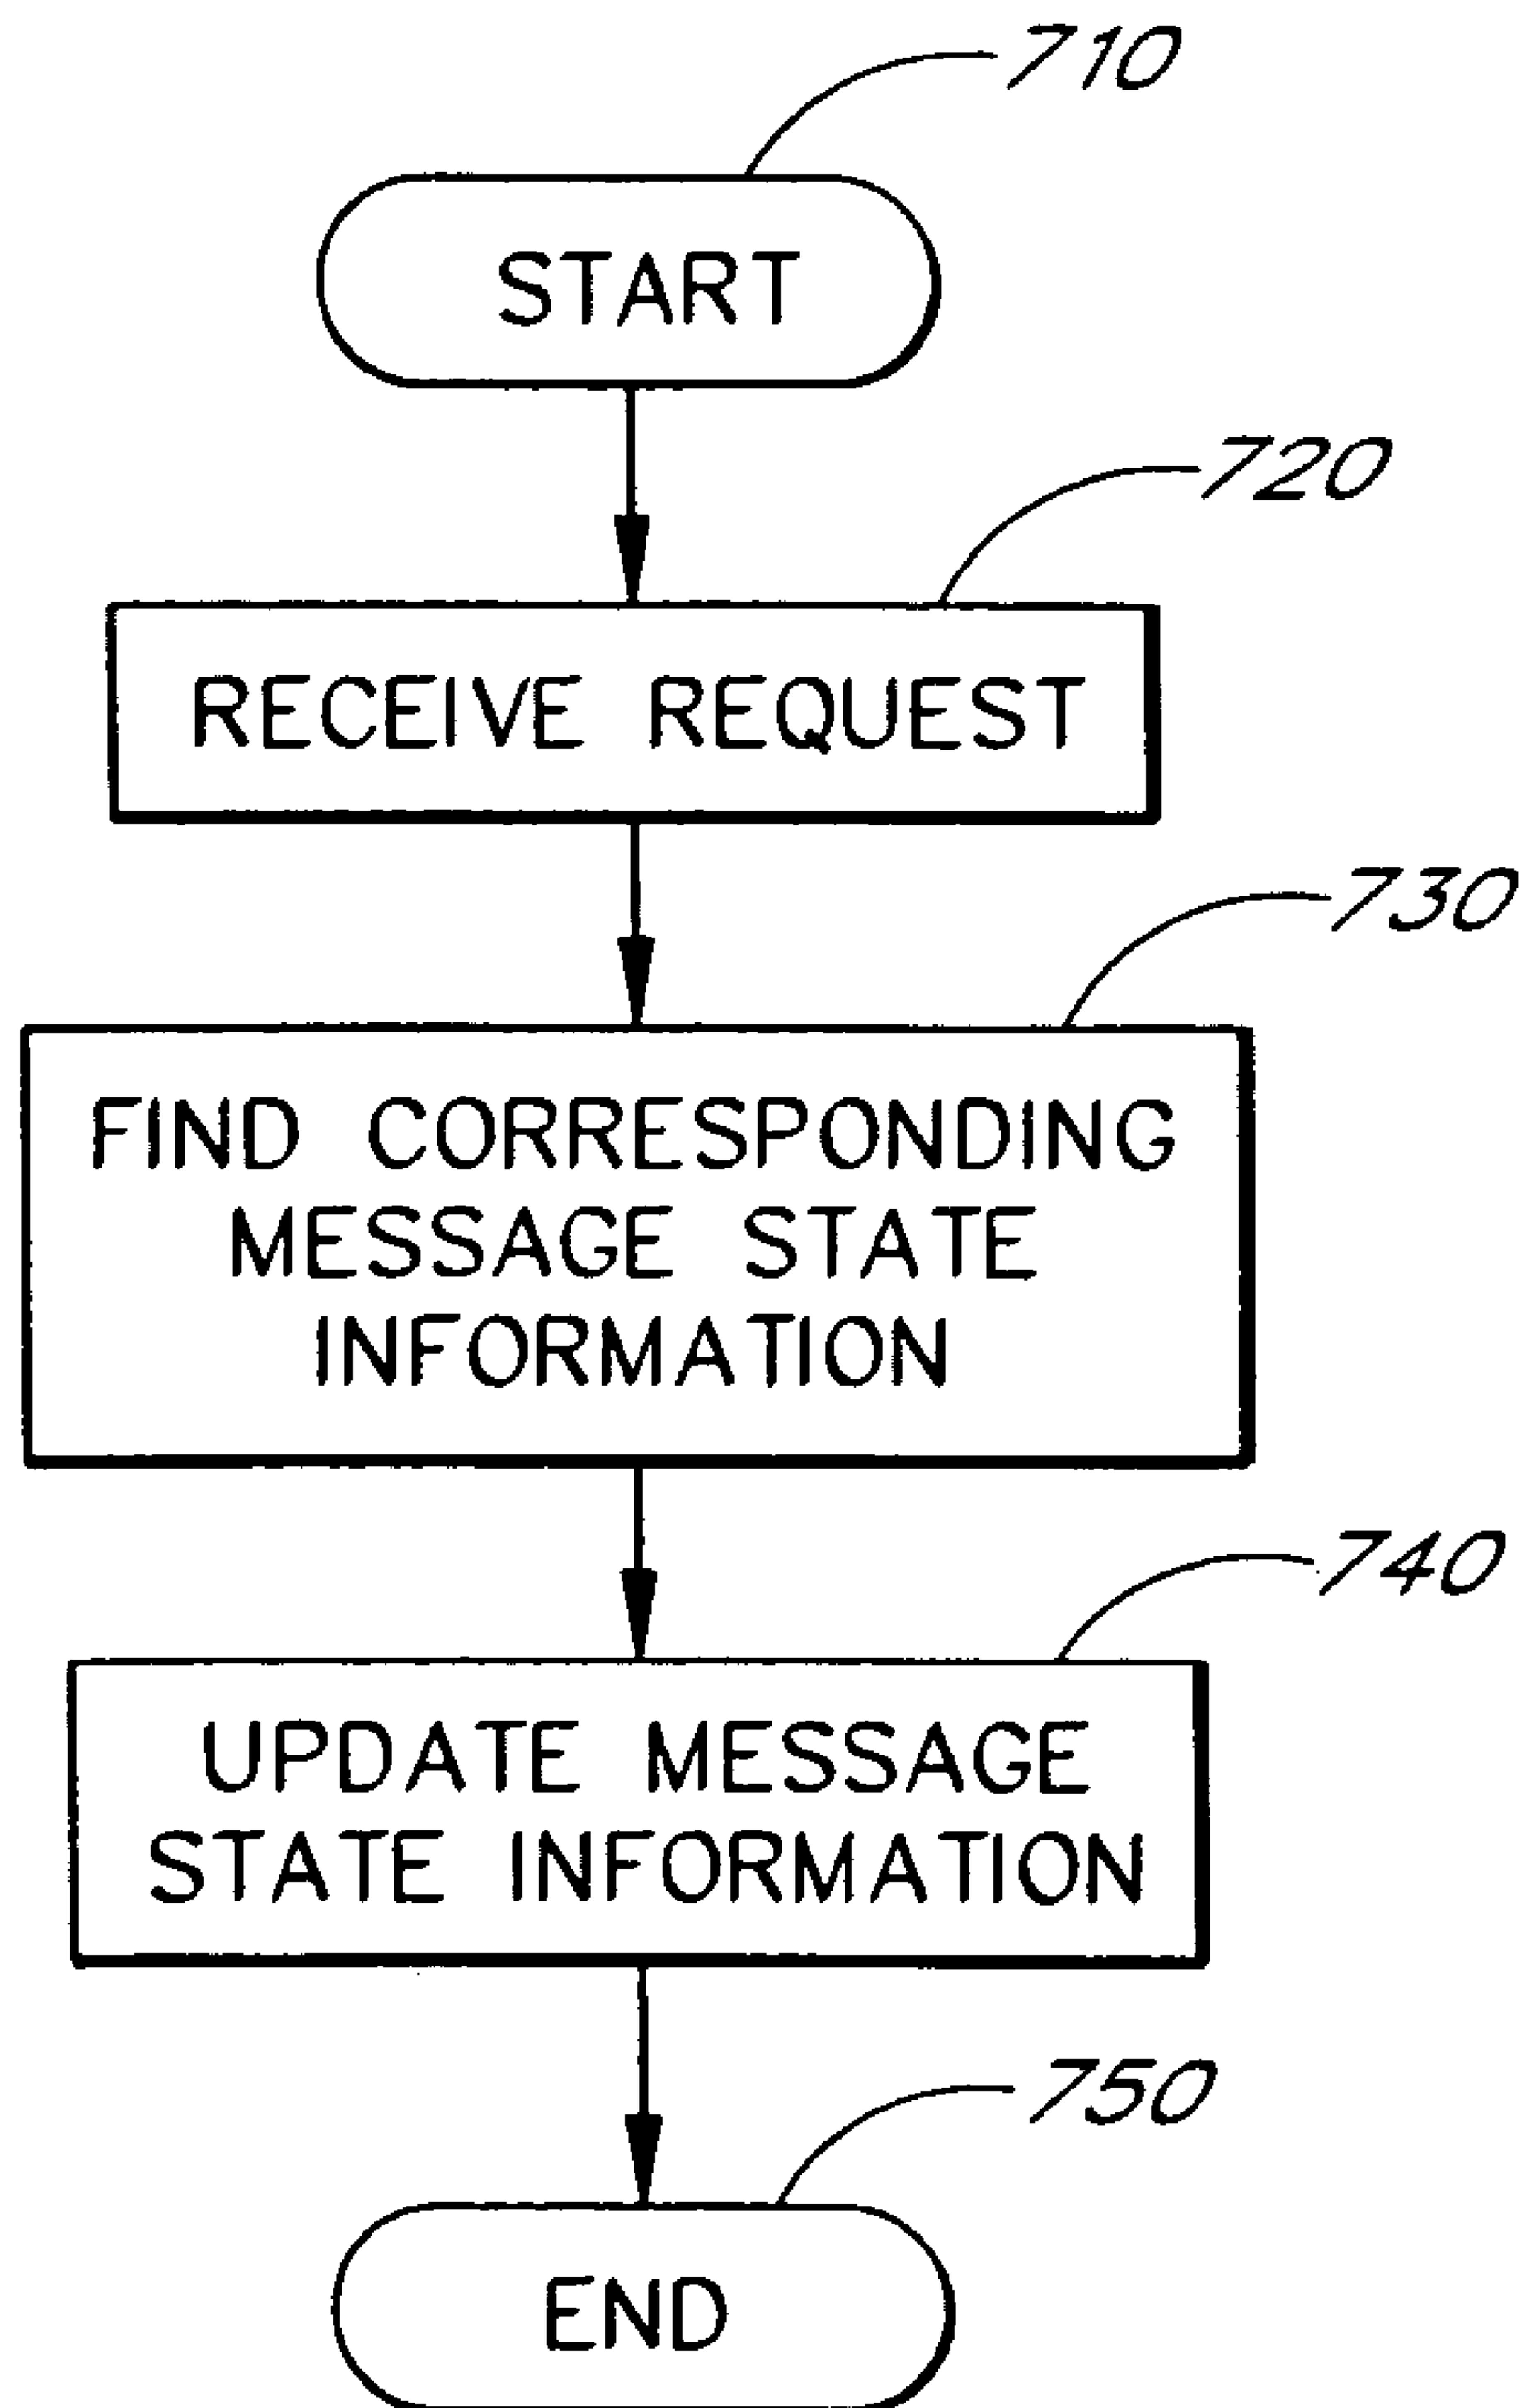 710
START
720
RECEIVE REQUEST
730
FIND CORRESPONDING
MESSAGE STATE
INFORMATION
740
UPDATE MESSAGE
STATE INFORMATION
750
END